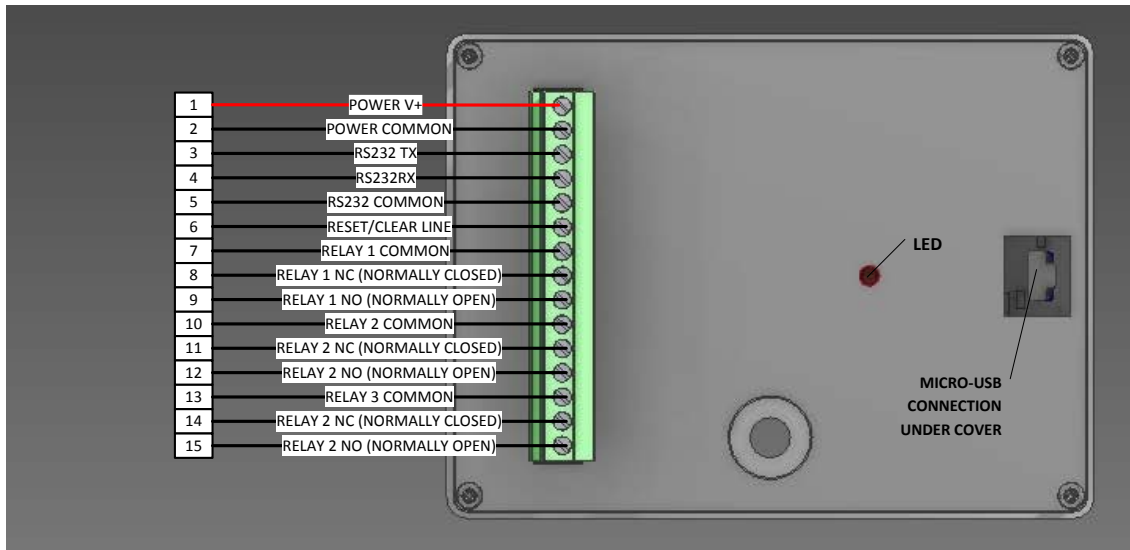 1 POWER V+
2 POWER COMMON
3 RS232 TX
4 RS232RX
5 RS232 COMMON
6 RESET/CLEAR LINE
7 RELAY 1 COMMON
8 RELAY 1 NC (NORMALLY CLOSED)
9 RELAY 1 NO (NORMALLY OPEN)
10 RELAY 2 COMMON
11 RELAY 2 NC (NORMALLY CLOSED)
12 RELAY 2 NO (NORMALLY OPEN)
13 RELAY 3 COMMON
14 RELAY 2 NC (NORMALLY CLOSED)
15 RELAY 2 NO (NORMALLY OPEN)
LED
MICRO-USB
CONNECTION
UNDER COVER